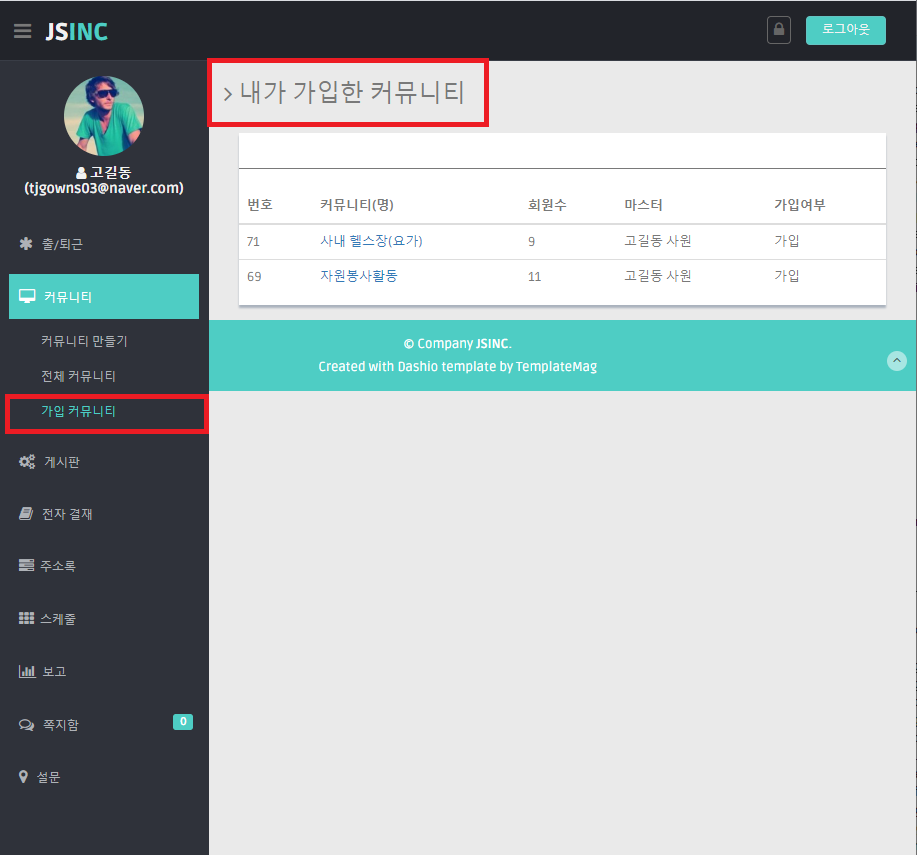 JSINC
로그아웃
고길동
(tjgowns03@naver.com)
출/퇴근
커뮤니티
커뮤니티 만들기
전체 커뮤니티
가입 커뮤니티
게시판
전자 결재
주소록
스케줄
보고
쪽지함 0
설문
내가 가입한 커뮤니티
번호 커뮤니티(명) 회원수 마스터 가입여부
71 사내 헬스장(요가) 9 고길동 사원 가입
69 자원봉사활동 11 고길동 사원 가입
© Company JSINC.
Created with Dashio template by TemplateMag